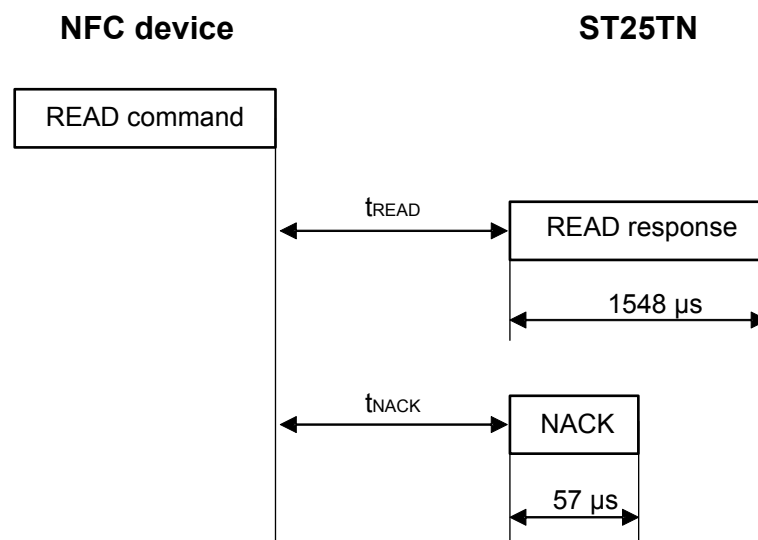 NFC device
ST25TN
READ command
tREAD
READ response
1548 µs
tNACK
NACK
57 µs